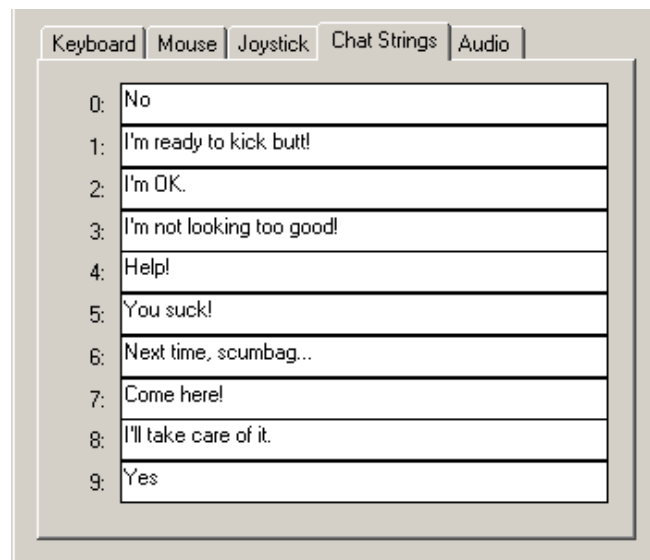 Keyboard Mouse Joystick Chat Strings Audio
0: No
1: I'm ready to kick butt!
2: I'm OK.
3: I'm not looking too good!
4: Help!
5: You suck!
6: Next time, scumbag...
7: Come here!
8: I'll take care of it.
9: Yes